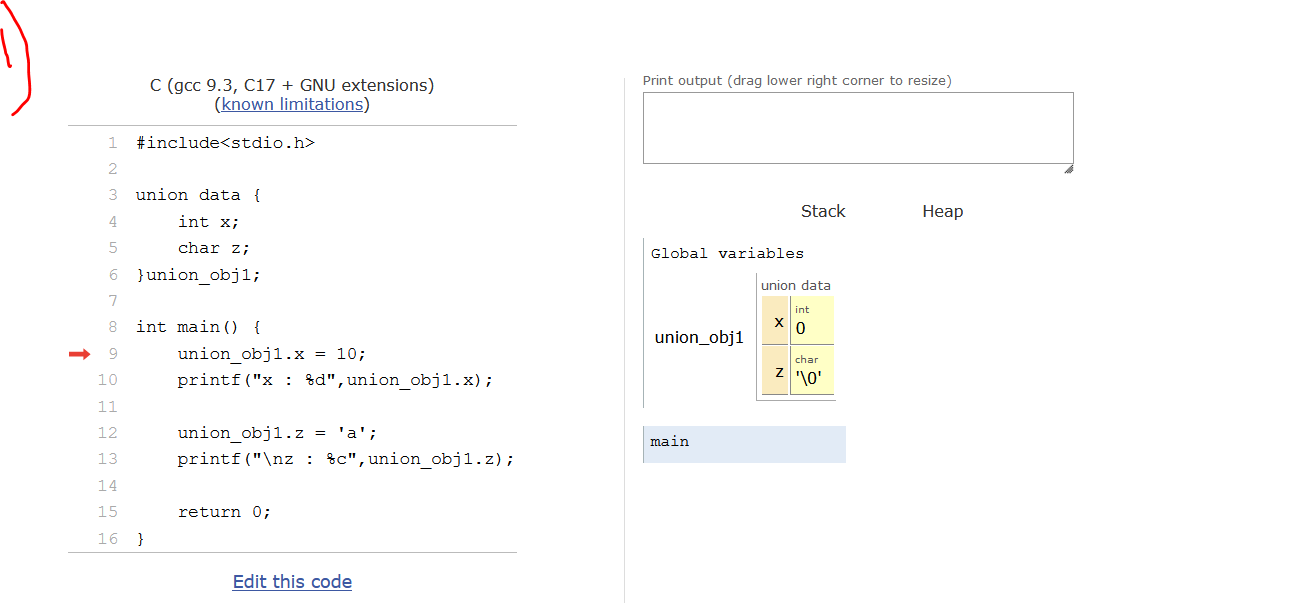 1)
C (gcc 9.3, C17 + GNU extensions)
(known limitations)
1 #include<stdio.h>
2
3 union data {
4     int x;
5     char z;
6 }union_obj1;
7
8 int main() {
9     union_obj1.x = 10;
10     printf("x : %d",union_obj1.x);
11
12     union_obj1.z = 'a';
13     printf("\nz : %c",union_obj1.z);
14
15     return 0;
16 }
Edit this code
Print output (drag lower right corner to resize)
Stack Heap
Global variables
union data
union_obj1
x int 0
z char '\0'
main